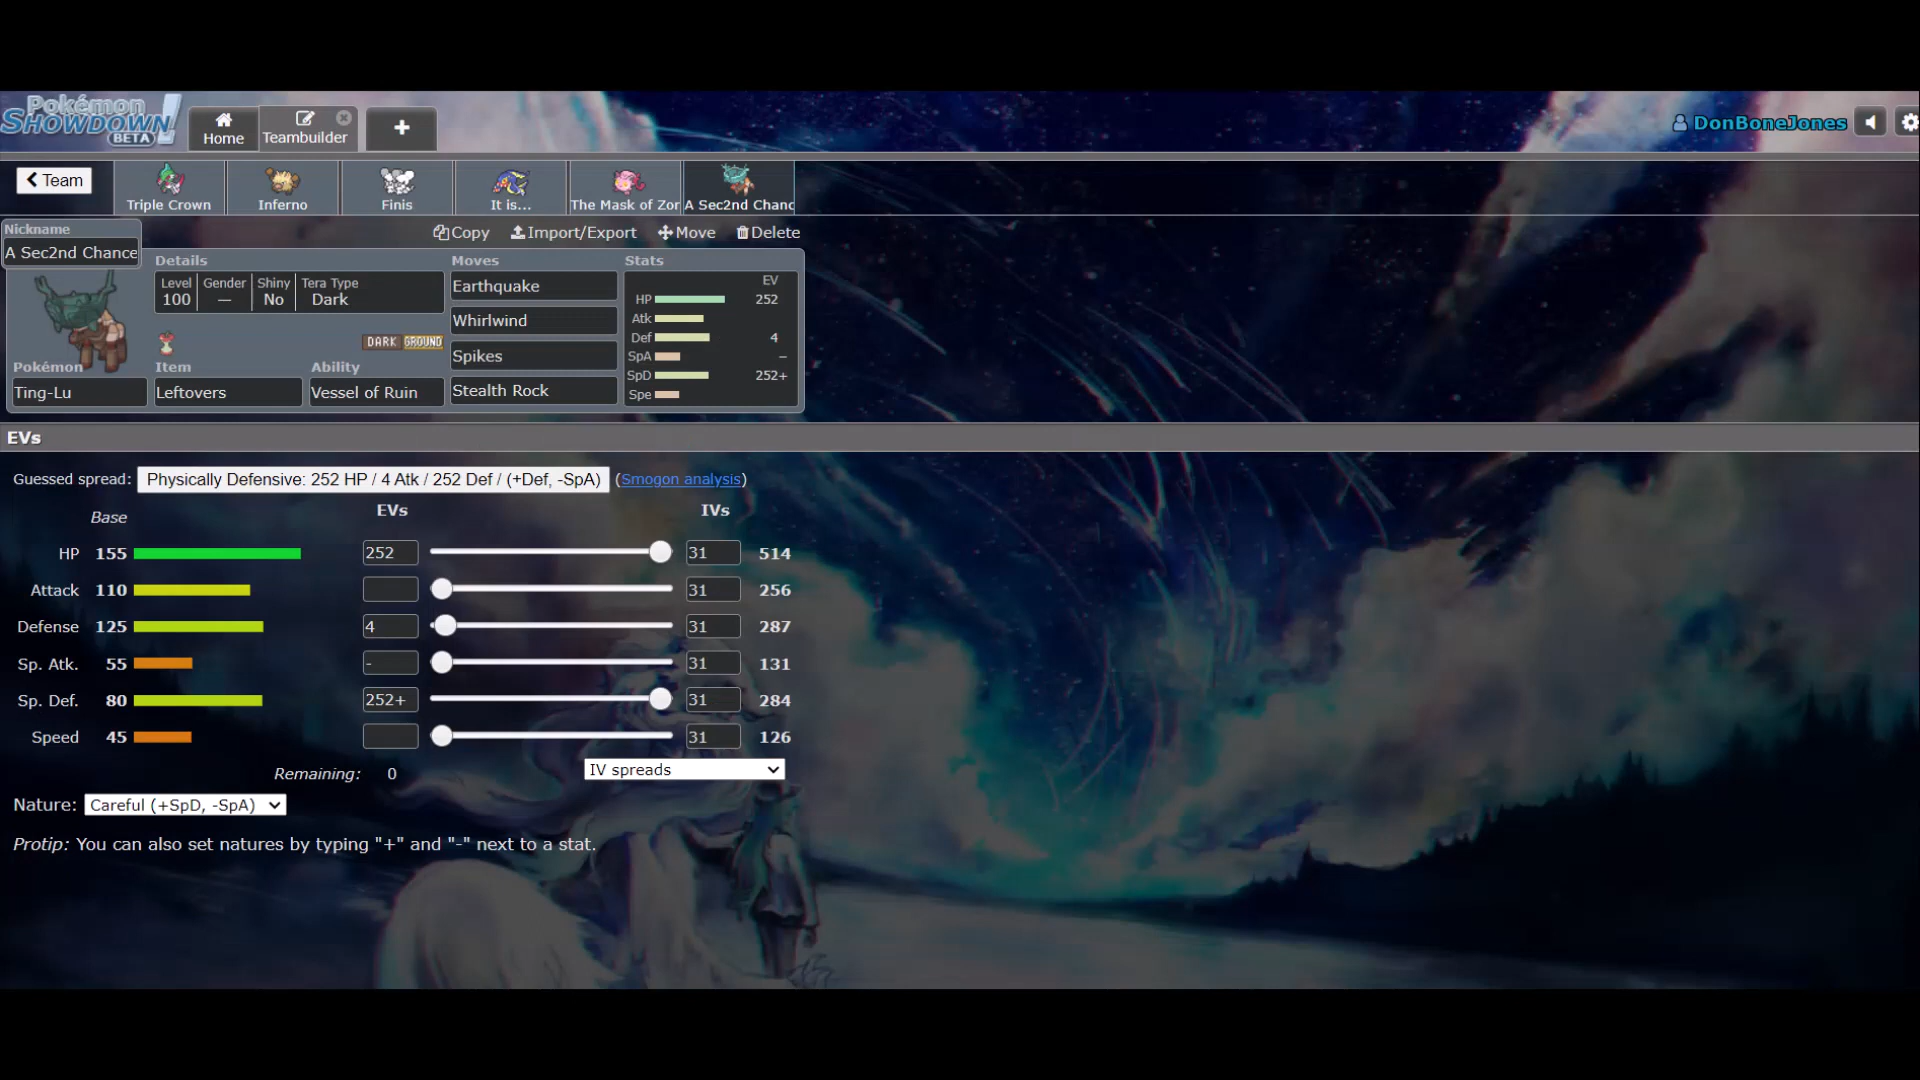 Pokémon
SHOWDOWN!
BETA
Home
Teambuilder
+
DonBoneJones
Team
Triple Crown
Inferno
Finis
It is...
The Mask of Zor
A Sec2nd Chanc
Nickname
A Sec2nd Chance
Copy
Import/Export
Move
Delete
Details
Level
100
Gender
—
Shiny
No
Tera Type
Dark
DARK GROUND
Pokémon
Ting-Lu
Item
Leftovers
Ability
Vessel of Ruin
Moves
Earthquake
Whirlwind
Spikes
Stealth Rock
Stats
EV
HP 252
Atk
Def 4
SpA –
SpD 252+
Spe
EVs
Guessed spread: Physically Defensive: 252 HP / 4 Atk / 252 Def / (+Def, -SpA) (Smogon analysis)
Base EVs IVs
HP 155 252 31 514
Attack 110 31 256
Defense 125 4 31 287
Sp. Atk. 55 - 31 131
Sp. Def. 80 252+ 31 284
Speed 45 31 126
Remaining: 0 IV spreads
Nature: Careful (+SpD, -SpA)
Protip: You can also set natures by typing "+" and "-" next to a stat.